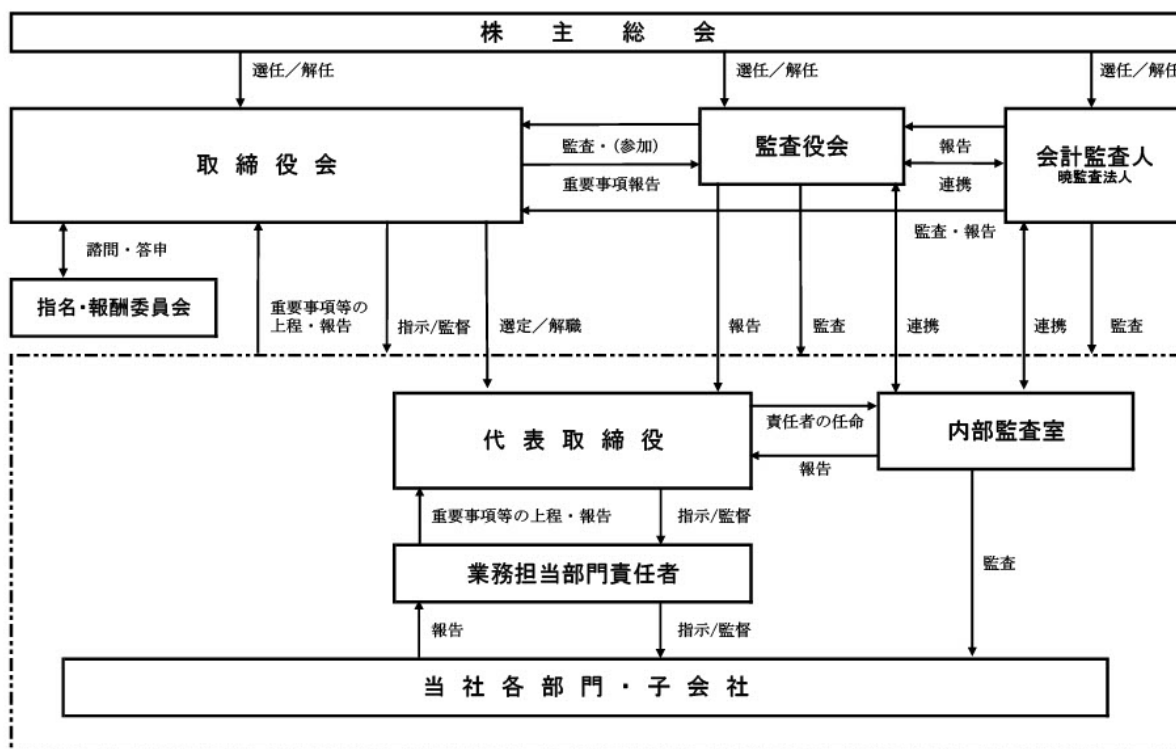 株主総会
選任／解任
選任／解任
選任／解任
取締役会
監査・(参加)
重要事項報告
監査役会
報告
連携
会計監査人
暁監査法人
監査・報告
諮問・答申
指名・報酬委員会
重要事項等の
上程・報告
指示/監督
選定／解職
報告
監査
連携
連携
監査
代表取締役
責任者の任命
報告
内部監査室
重要事項等の上程・報告
指示/監督
業務担当部門責任者
監査
報告
指示/監督
当社各部門・子会社